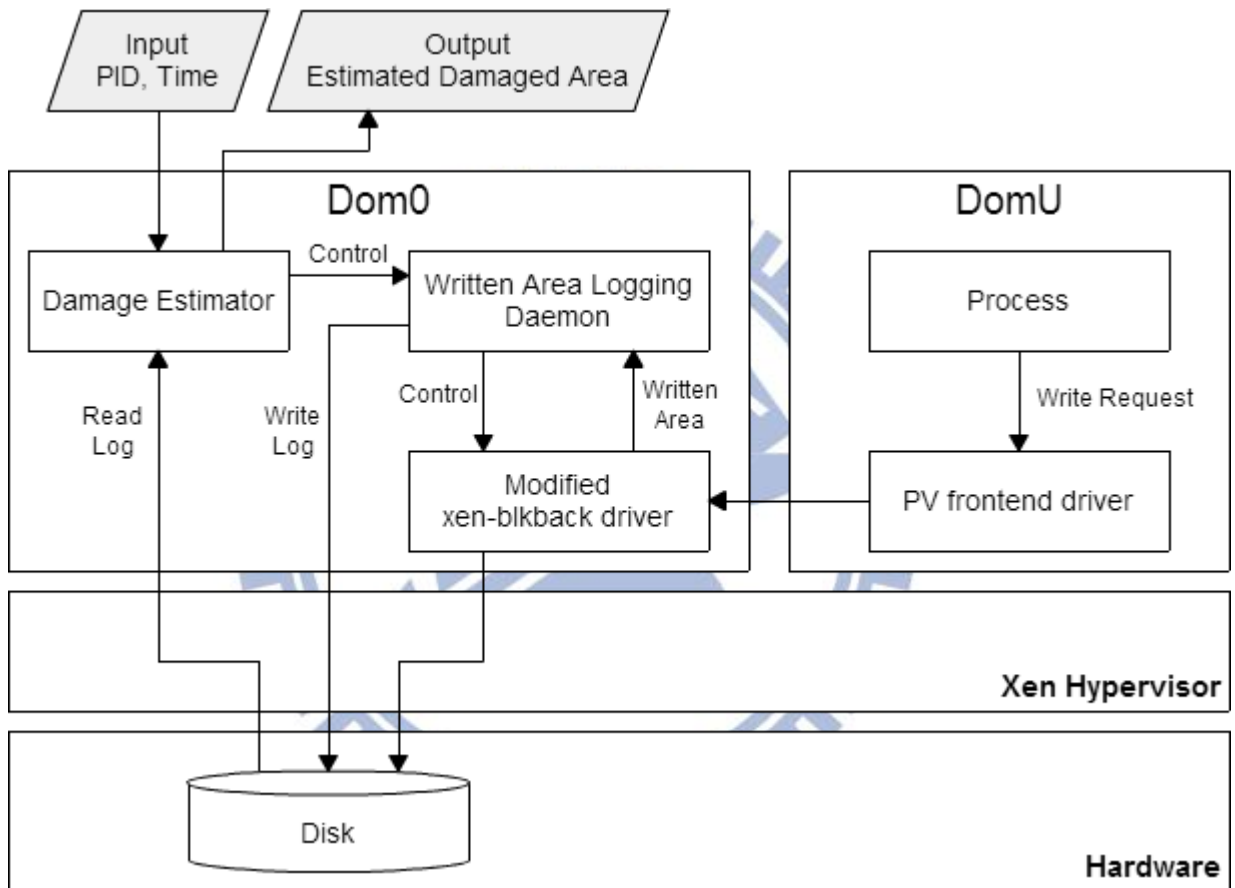 Input
PID, Time
Output
Estimated Damaged Area
Dom0
DomU
Damage Estimator
Control
Written Area Logging
Daemon
Process
Read
Log
Write
Log
Control
Written
Area
Write Request
Modified
xen-blkback driver
PV frontend driver
Xen Hypervisor
Disk
Hardware